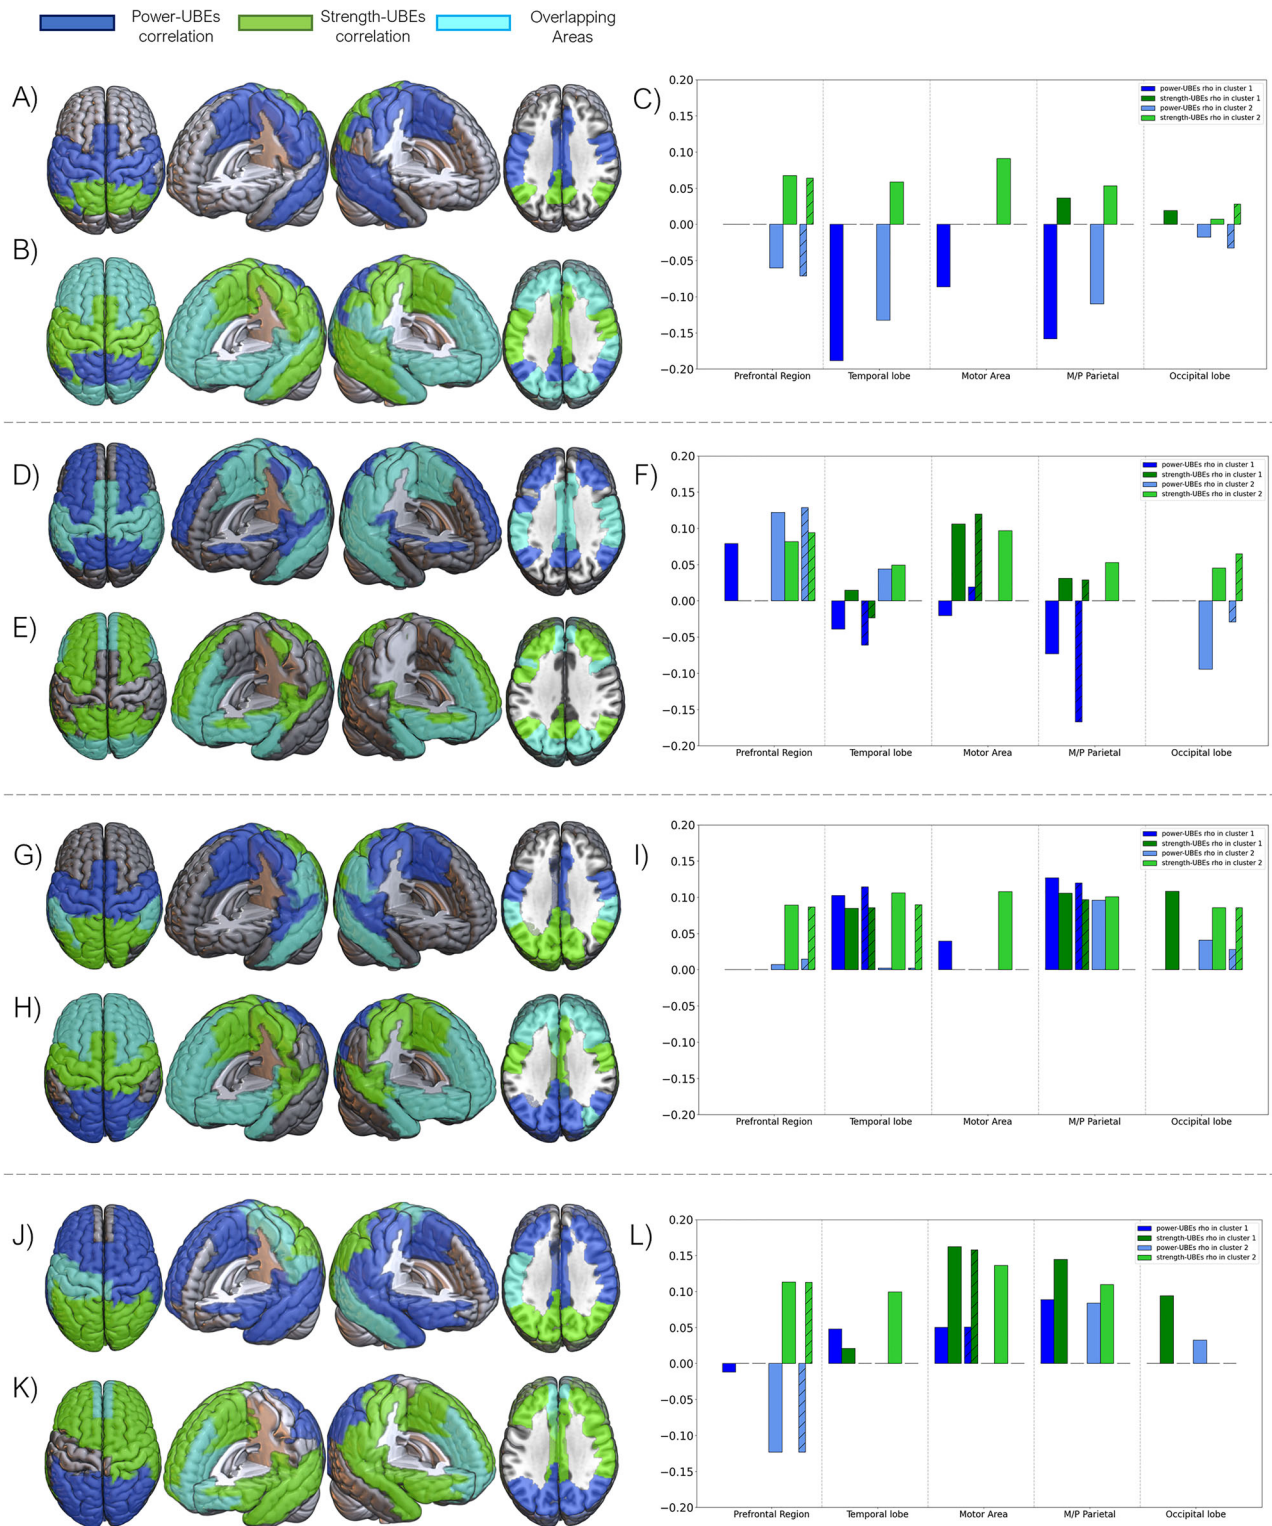 Power-UBEs
correlation
Strength-UBEs
correlation
Overlapping
Areas
A)
B)
C)
0.20
0.15
0.10
0.05
0.00
−0.05
−0.10
−0.15
−0.20
power-UBEs rho in cluster 1
strength-UBEs rho in cluster 1
power-UBEs rho in cluster 2
strength-UBEs rho in cluster 2
Prefrontal Region
Temporal lobe
Motor Area
M/P Parietal
Occipital lobe
D)
E)
F)
0.20
0.15
0.10
0.05
0.00
−0.05
−0.10
−0.15
−0.20
power-UBEs rho in cluster 1
strength-UBEs rho in cluster 1
power-UBEs rho in cluster 2
strength-UBEs rho in cluster 2
Prefrontal Region
Temporal lobe
Motor Area
M/P Parietal
Occipital lobe
G)
H)
I)
0.20
0.15
0.10
0.05
0.00
−0.05
−0.10
−0.15
−0.20
power-UBEs rho in cluster 1
strength-UBEs rho in cluster 1
power-UBEs rho in cluster 2
strength-UBEs rho in cluster 2
Prefrontal Region
Temporal lobe
Motor Area
M/P Parietal
Occipital lobe
J)
K)
L)
0.20
0.15
0.10
0.05
0.00
−0.05
−0.10
−0.15
−0.20
power-UBEs rho in cluster 1
strength-UBEs rho in cluster 1
power-UBEs rho in cluster 2
strength-UBEs rho in cluster 2
Prefrontal Region
Temporal lobe
Motor Area
M/P Parietal
Occipital lobe